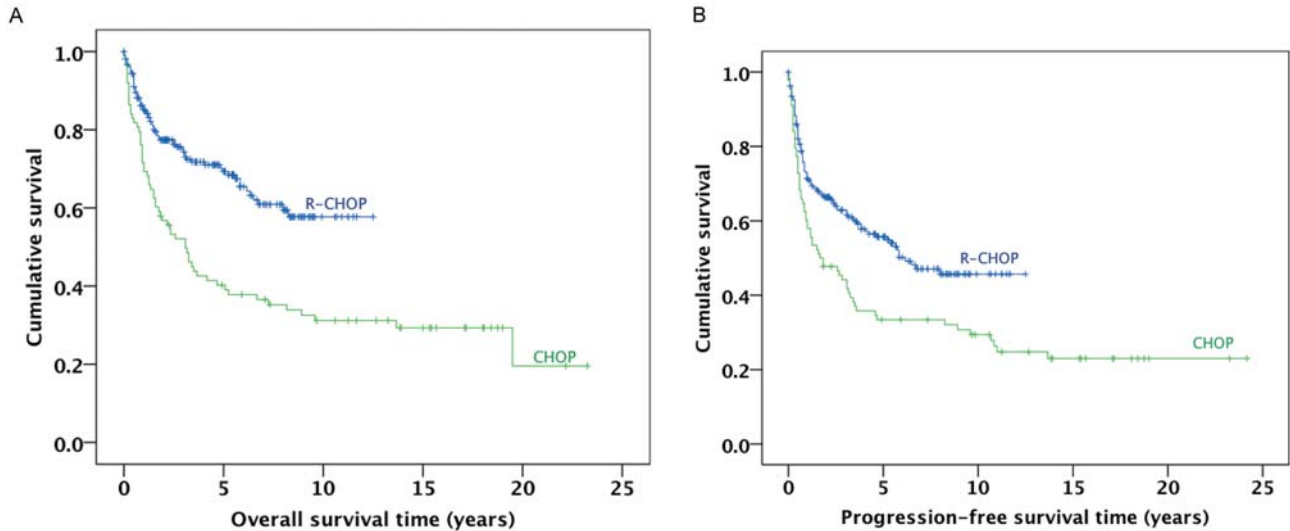 A
1.0
0.8
0.6
0.4
0.2
0.0
Cumulative survival
R-CHOP
CHOP
0 5 10 15 20 25
Overall survival time (years)
B
1.0
0.8
0.6
0.4
0.2
0.0
Cumulative survival
R-CHOP
CHOP
0 5 10 15 20 25
Progression-free survival time (years)